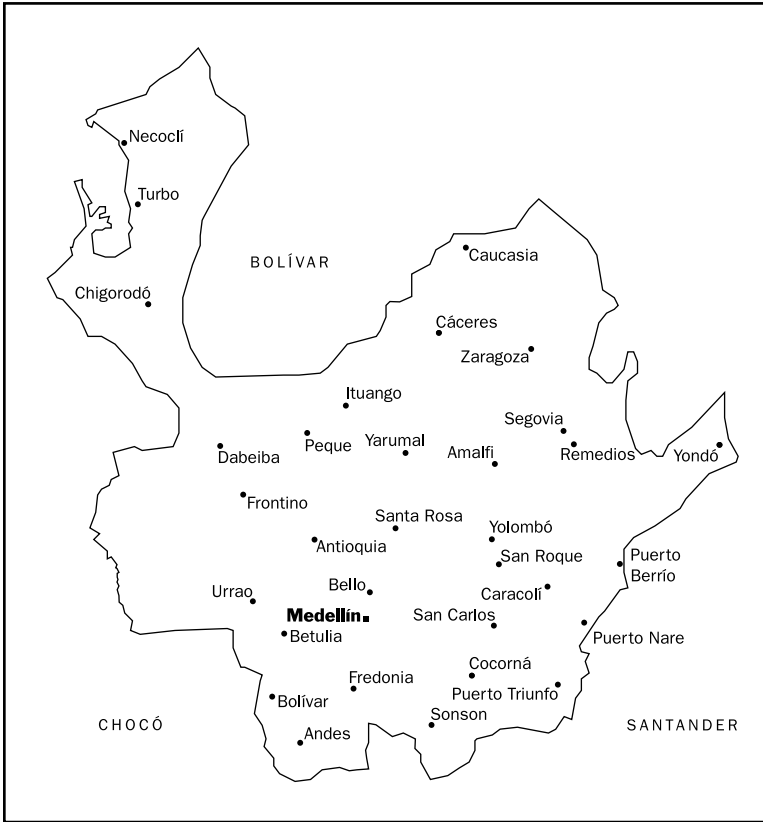 Necoclí
Turbo
BOLÍVAR
Caucasia
Chigorodó
Cáceres
Zaragoza
Ituango
Segovia
Peque
Yarumal
Dabeiba
Amalfi
Remedios
Yondó
Frontino
Santa Rosa
Yolombó
Antioquia
San Roque
Puerto
Berrío
Bello
Urrao
Caracolí
Medellín
San Carlos
Betulia
Puerto Nare
Cocorná
Fredonia
Puerto Triunfo
Bolívar
CHOCÓ
Sonson
SANTANDER
Andes